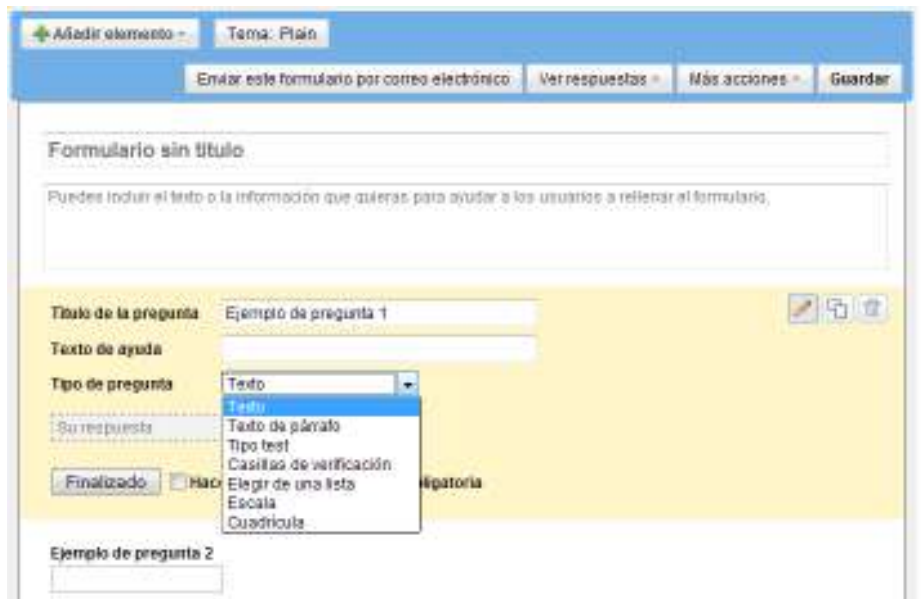 Añadir elemento
Tema: Plain
Enviar este formulario por correo electrónico
Ver respuestas
Más acciones
Guardar
Formulario sin título
Puedes incluir el texto o la información que quieras para ayudar a los usuarios a rellenar el formulario.
Título de la pregunta
Ejemplo de pregunta 1
Texto de ayuda
Tipo de pregunta
Texto
Texto
Su respuesta
Texto de párrafo
Tipo test
Casillas de verificación
Finalizado
Hac
Elegir de una lista
ligatoria
Escala
Cuadrícula
Ejemplo de pregunta 2